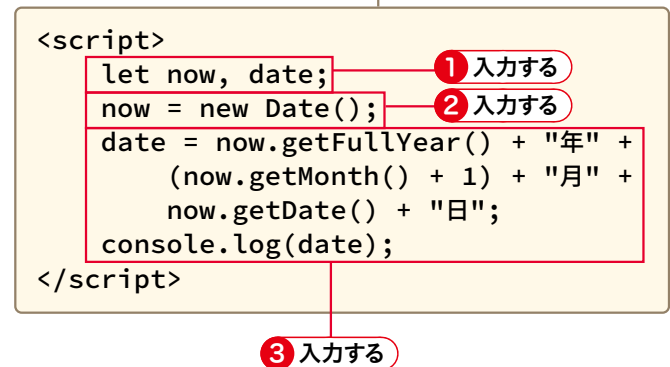 <script>
let now, date;
❶ 入力する
now = new Date();
❷ 入力する
date = now.getFullYear() + "年" +
(now.getMonth() + 1) + "月" +
now.getDate() + "日";
console.log(date);
</script>
❸ 入力する